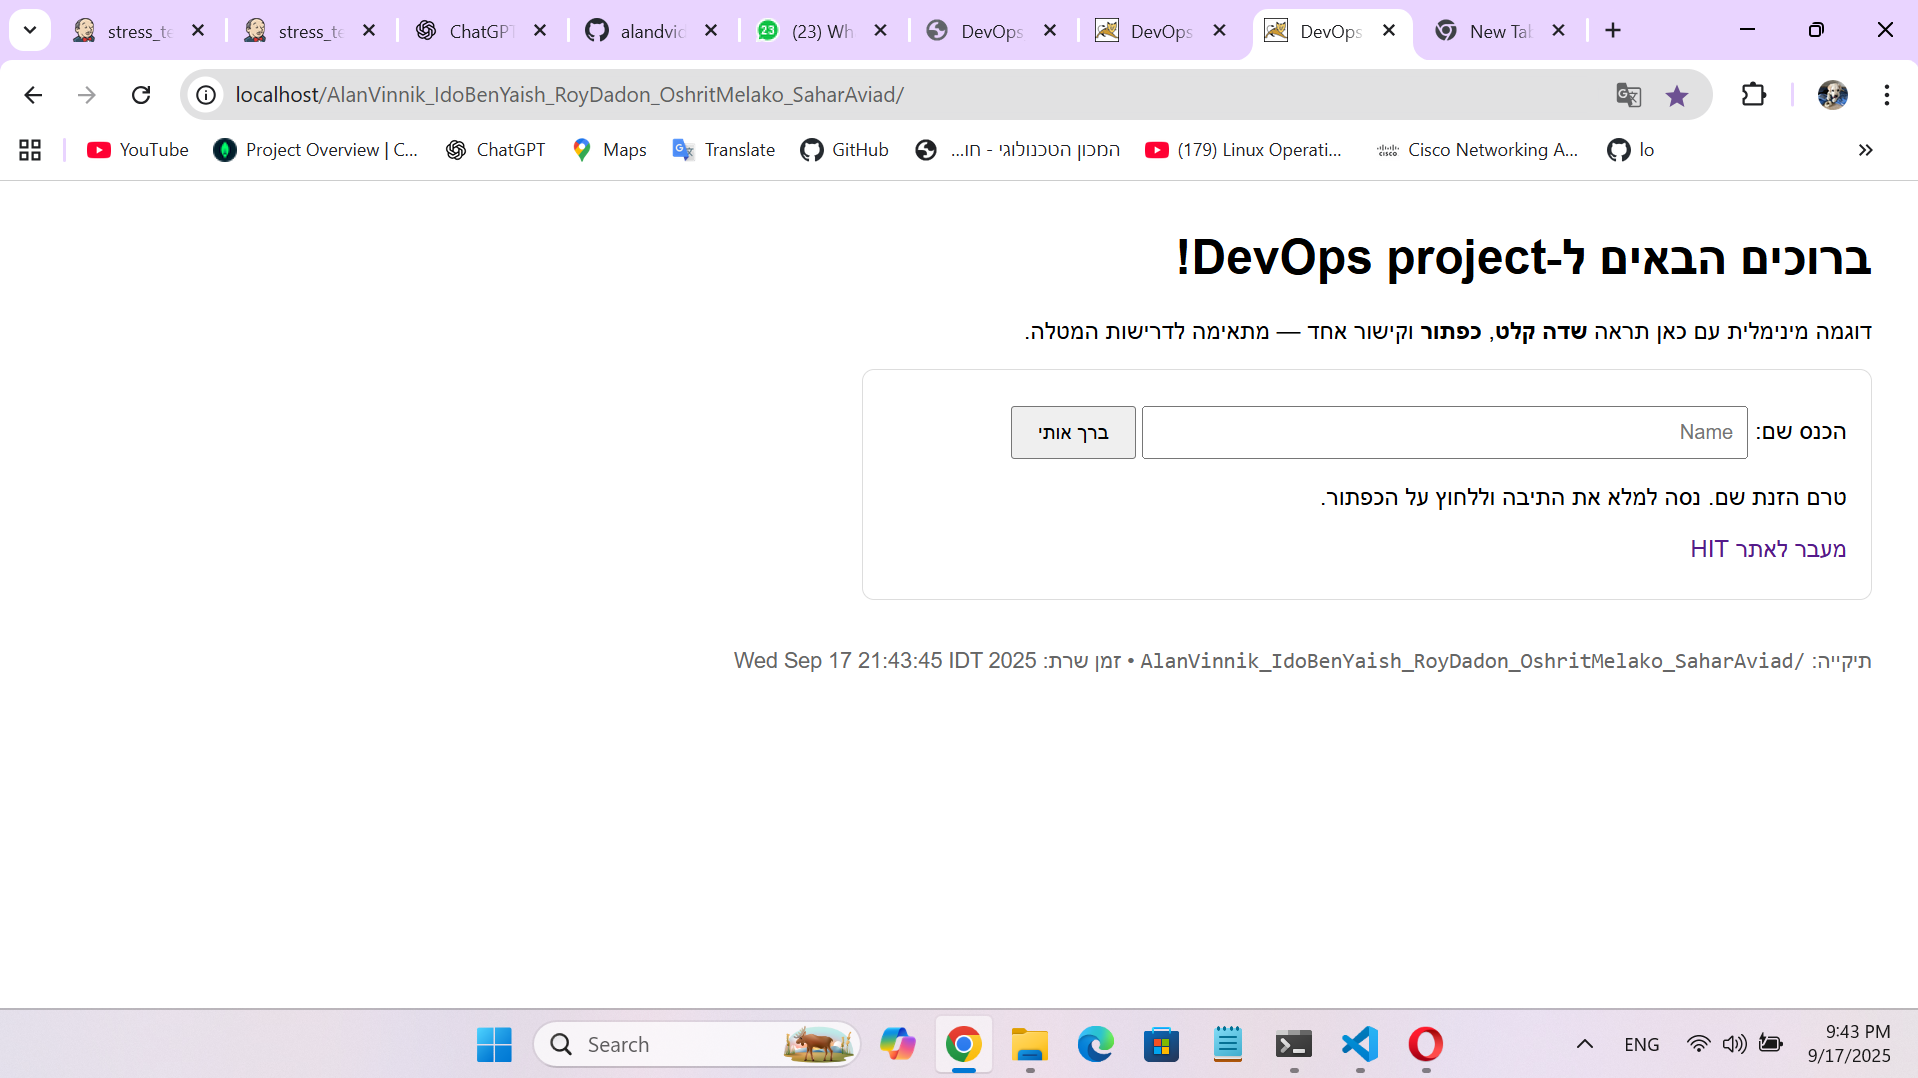 stress_te
stress_te
ChatGPT
alandvid
(23) Wh
DevOps
DevOps
DevOps
New Tab
localhost/AlanVinnik_IdoBenYaish_RoyDadon_OshritMelako_SaharAviad/
YouTube
Project Overview | C...
ChatGPT
Maps
Translate
GitHub
המכון הטכנולוגי - חו...
(179) Linux Operati...
Cisco Networking A...
lo
ברוכים הבאים ל-DevOps project!
דוגמה מינימלית עם כאן תראה שדה קלט, כפתור וקישור אחד — מתאימה לדרישות המטלה.
הכנס שם: Name ברך אותי
טרם הזנת שם. נסה למלא את התיבה וללחוץ על הכפתור.
מעבר לאתר HIT
תיקייה: /AlanVinnik_IdoBenYaish_RoyDadon_OshritMelako_SaharAviad • זמן שרת: Wed Sep 17 21:43:45 IDT 2025
Search
ENG
9:43 PM
9/17/2025